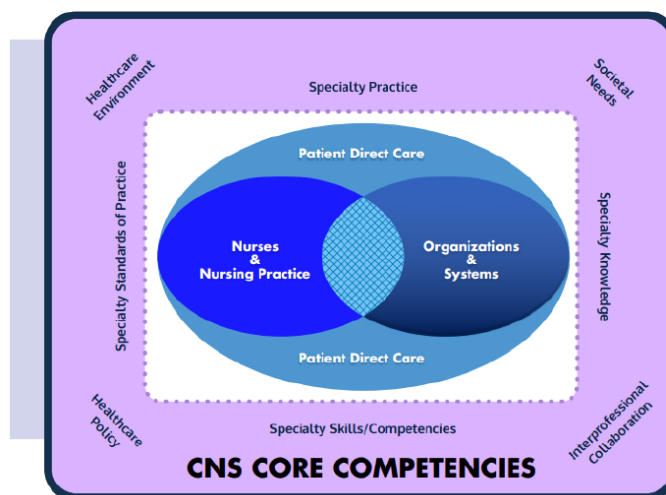 Healthcare
Environment
Specialty Practice
Societal
Needs
Patient Direct Care
Specialty Standards of Practice
Nurses
&
Nursing Practice
Organizations
&
Systems
Specialty Knowledge
Patient Direct Care
Healthcare
Policy
Specialty Skills/Competencies
Interprofessional
Collaboration
CNS CORE COMPETENCIES